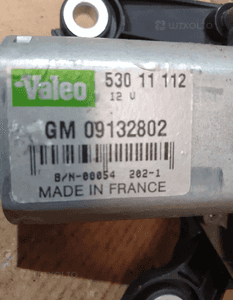 Valeo 530 11 112
12 V
GM 09132802
B/N-00054 202-1
MADE IN FRANCE